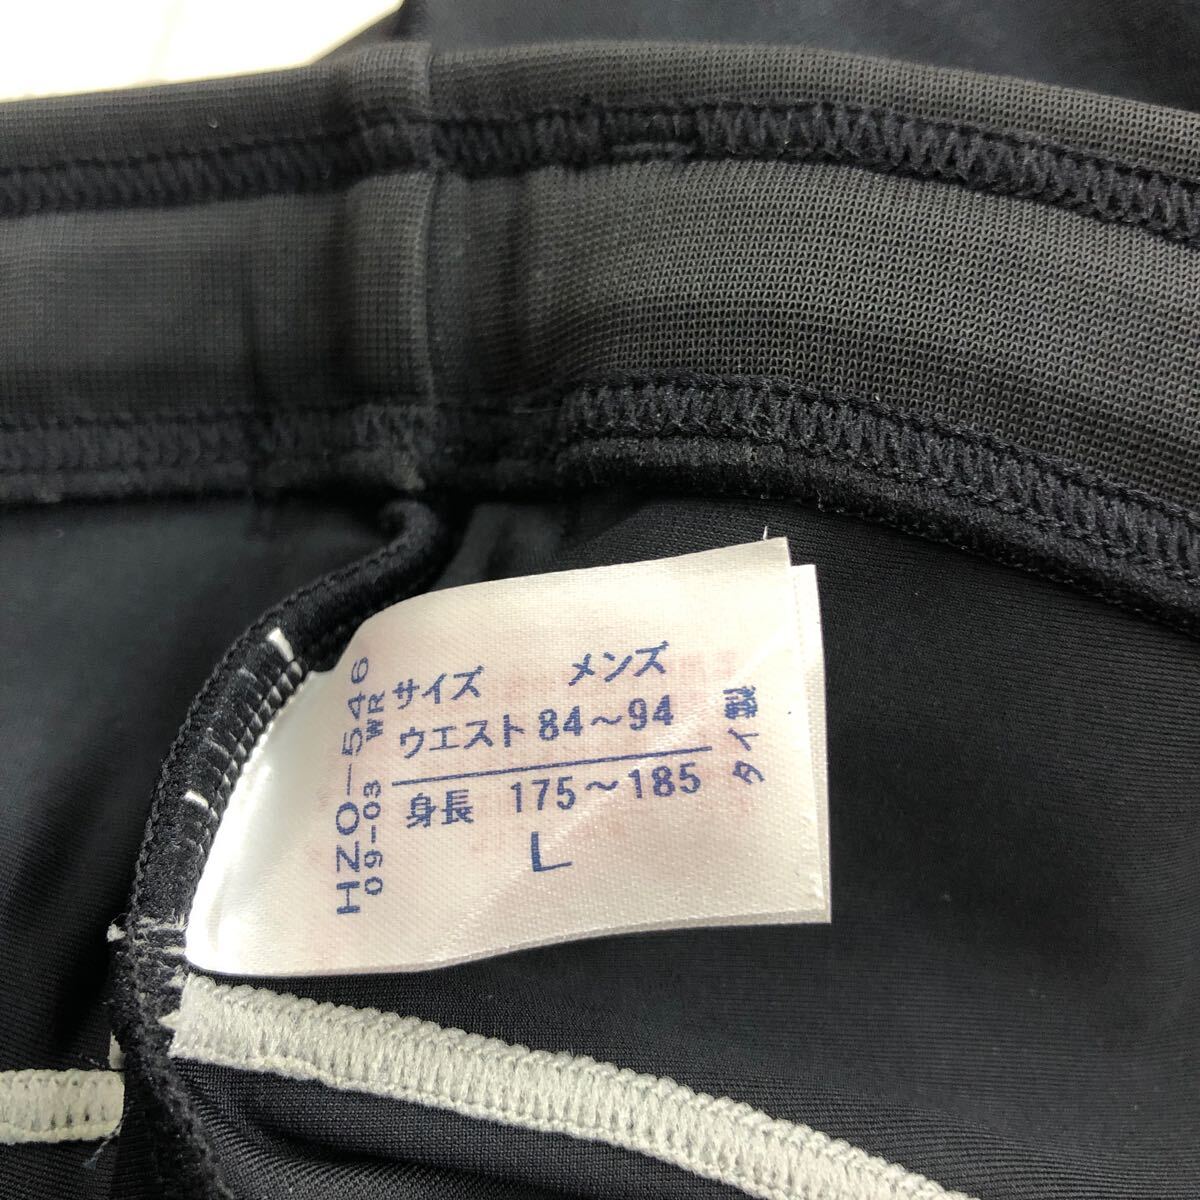 サイズ メンズ
ウエスト 84～94
身長 175～185
L
タイ製
HZO-546
09-03 WR